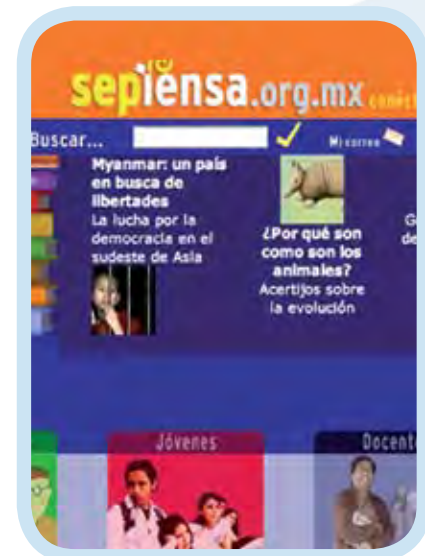 sepiensa.org.mx
Buscar...
Mi correo
Myanmar: un país
en busca de
libertades
La lucha por la
democracia en el
sudeste de Asia
¿Por qué son
como son los
animales?
Acertijos sobre
la evolución
Jóvenes